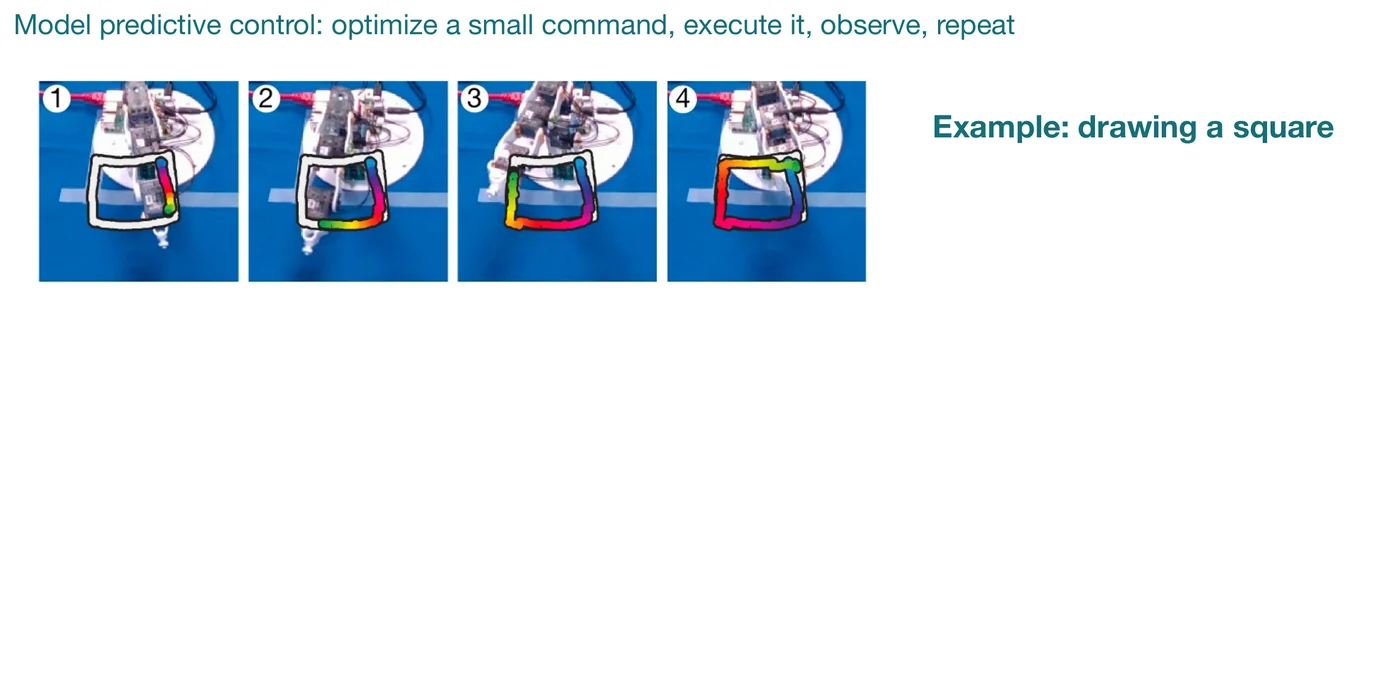 Model predictive control: optimize a small command, execute it, observe, repeat
1
2
3
4
Example: drawing a square